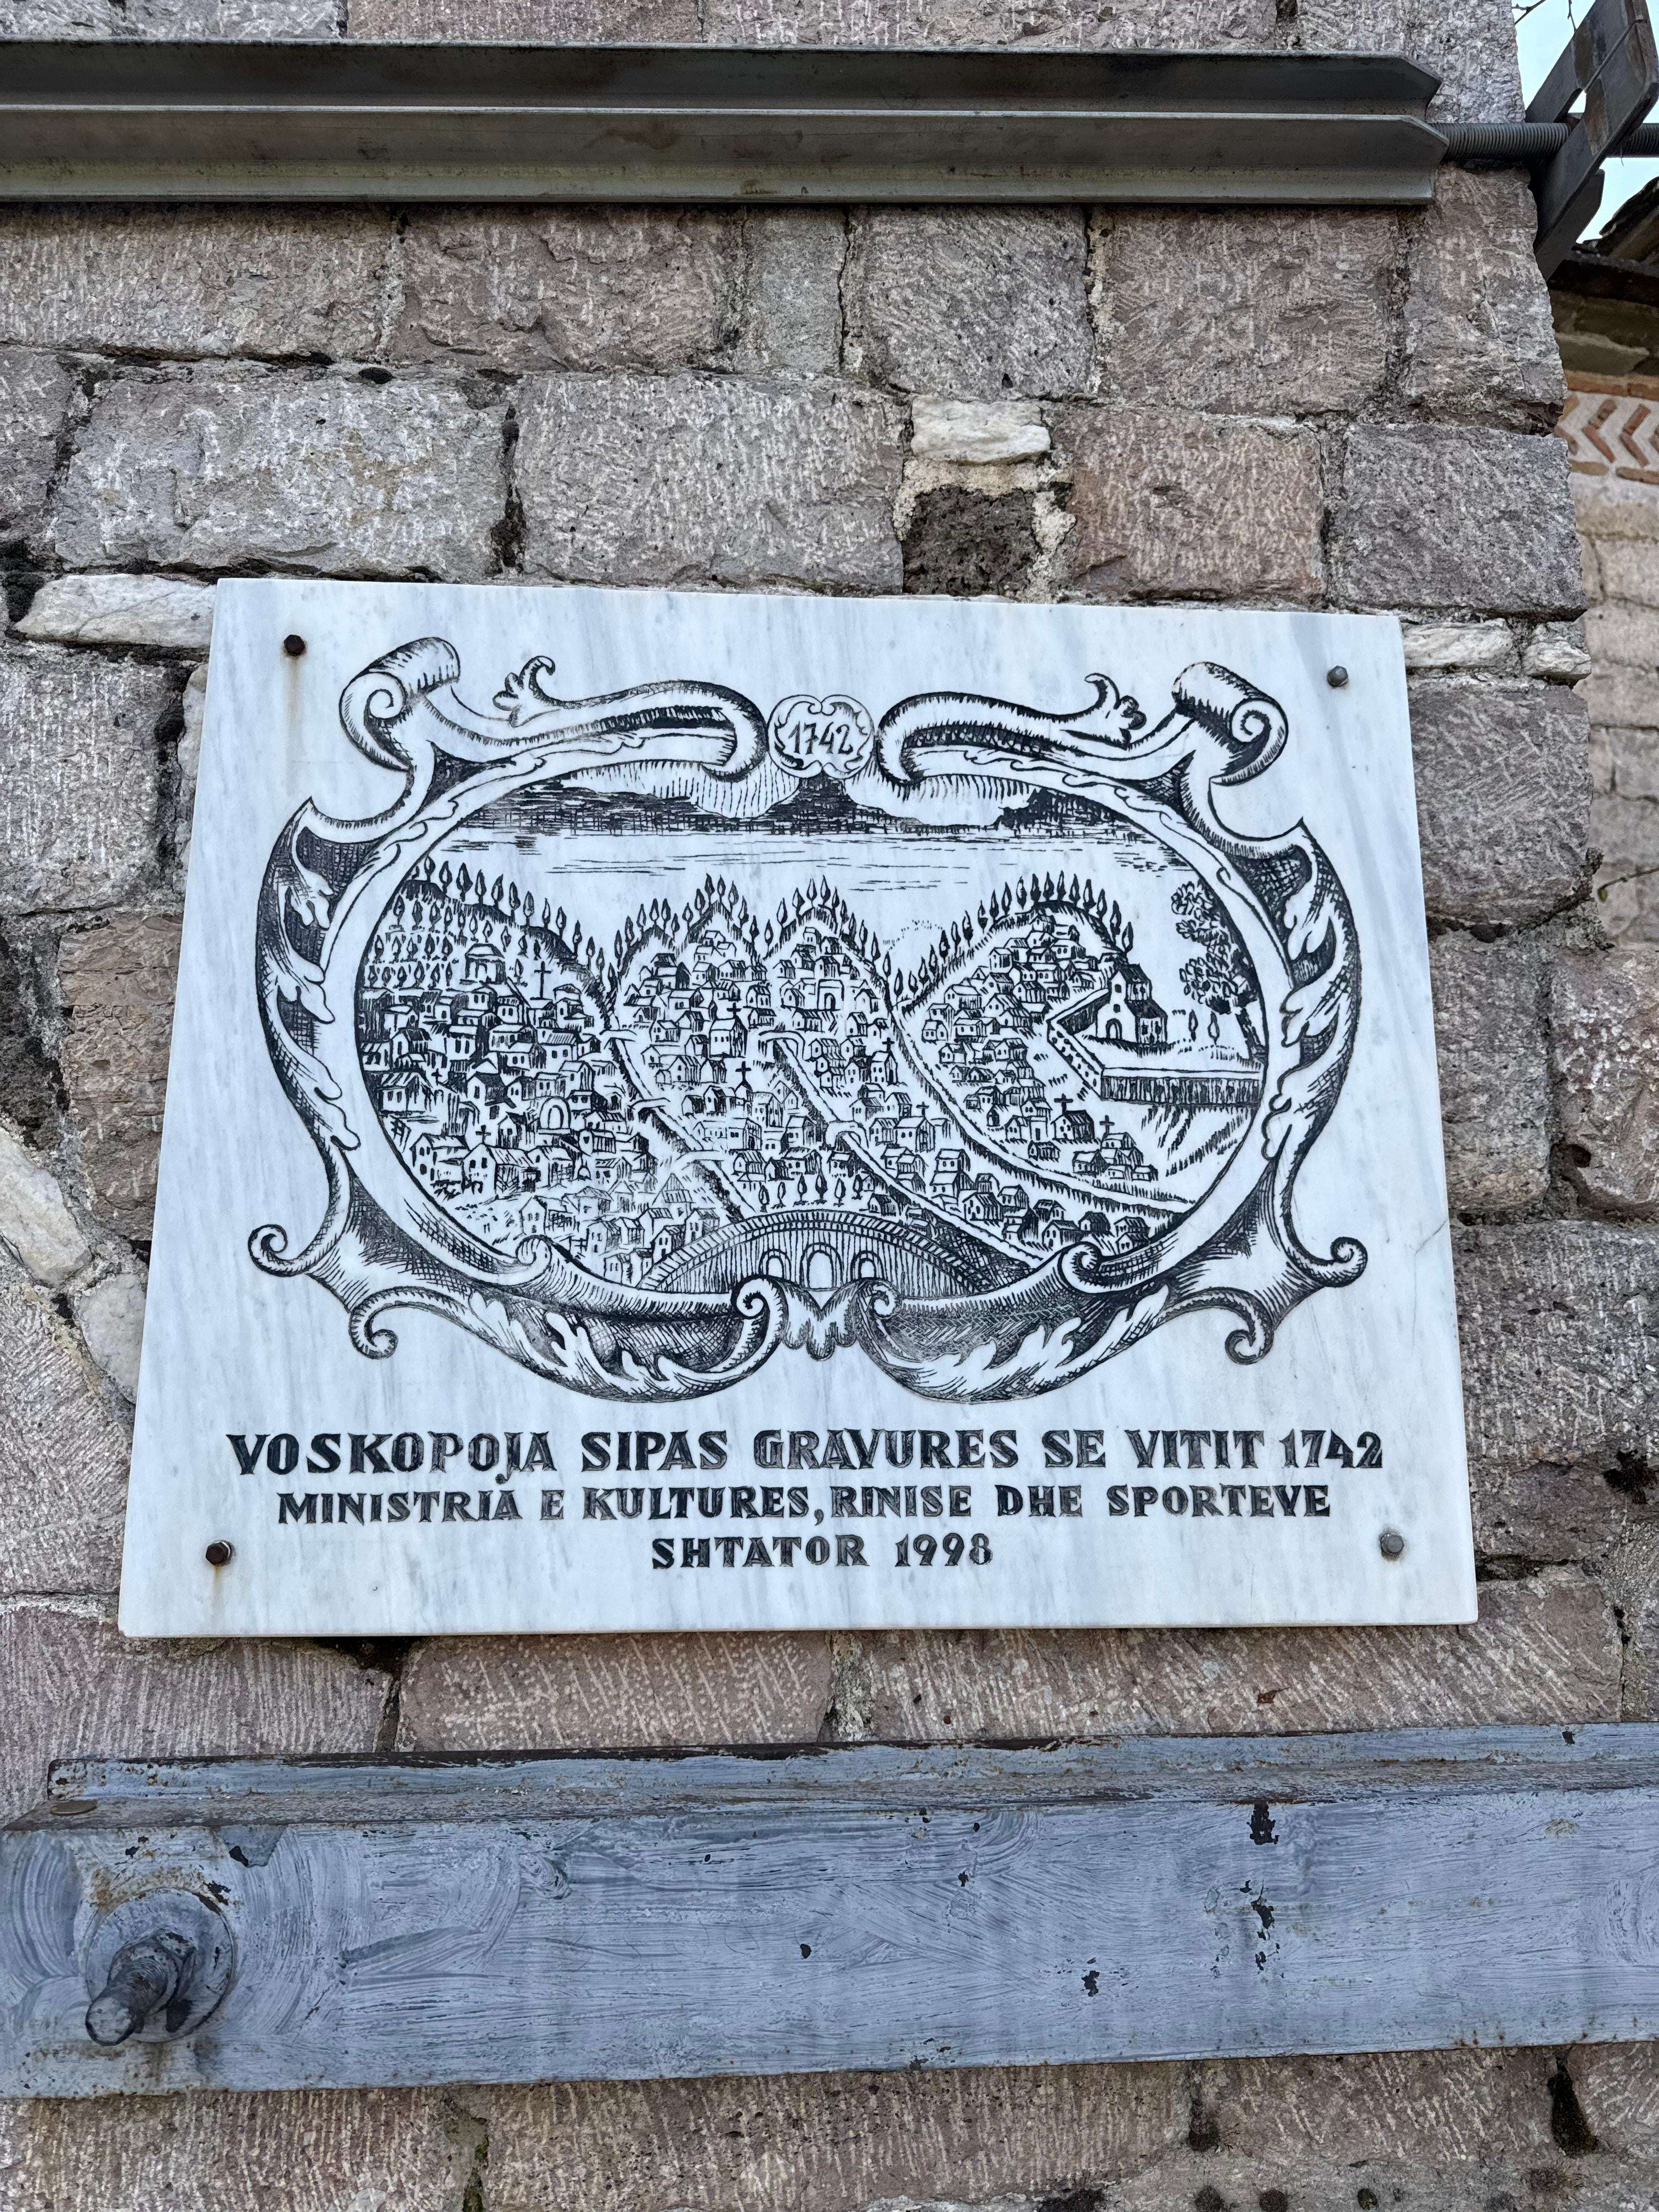 1742
VOSKOPOJA SIPAS GRAVURES SE VITIT 1742
MINISTRIA E KULTURES, RINISE DHE SPORTEVE
SHTATOR 1998